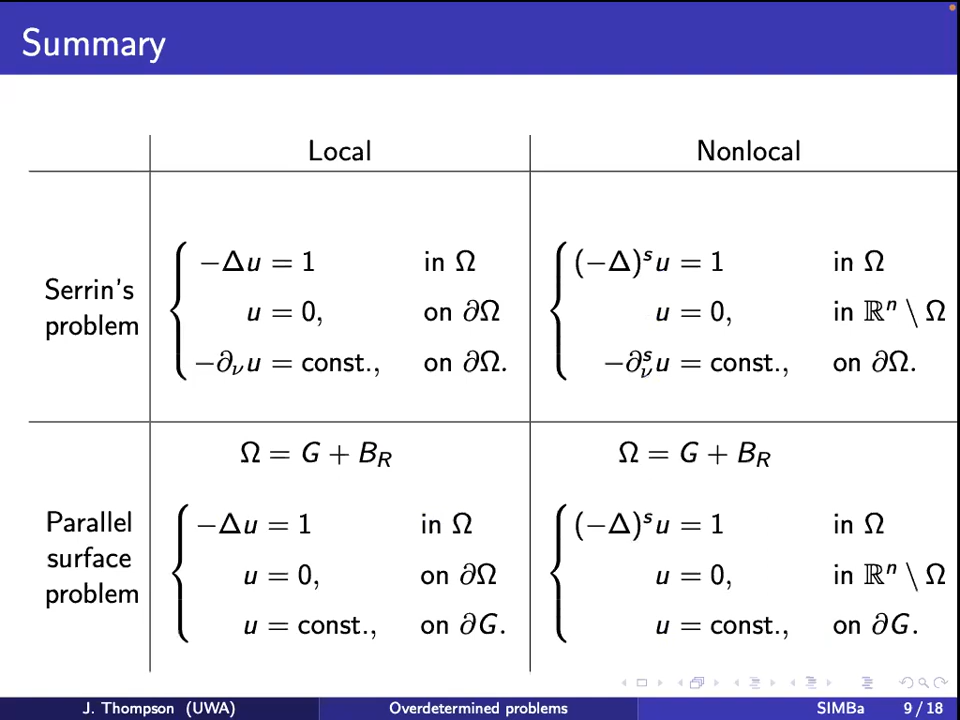 Summary
Local Nonlocal
Serrin's problem
−Δu = 1 in Ω
u = 0, on ∂Ω
−∂_ν u = const., on ∂Ω.
(−Δ)^s u = 1 in Ω
u = 0, in ℝ^n \ Ω
−∂_ν^s u = const., on ∂Ω.
Parallel surface problem
Ω = G + B_R
−Δu = 1 in Ω
u = 0, on ∂Ω
u = const., on ∂G.
Ω = G + B_R
(−Δ)^s u = 1 in Ω
u = 0, in ℝ^n \ Ω
u = const., on ∂G.
J. Thompson (UWA) Overdetermined problems SIMBa 9 / 18